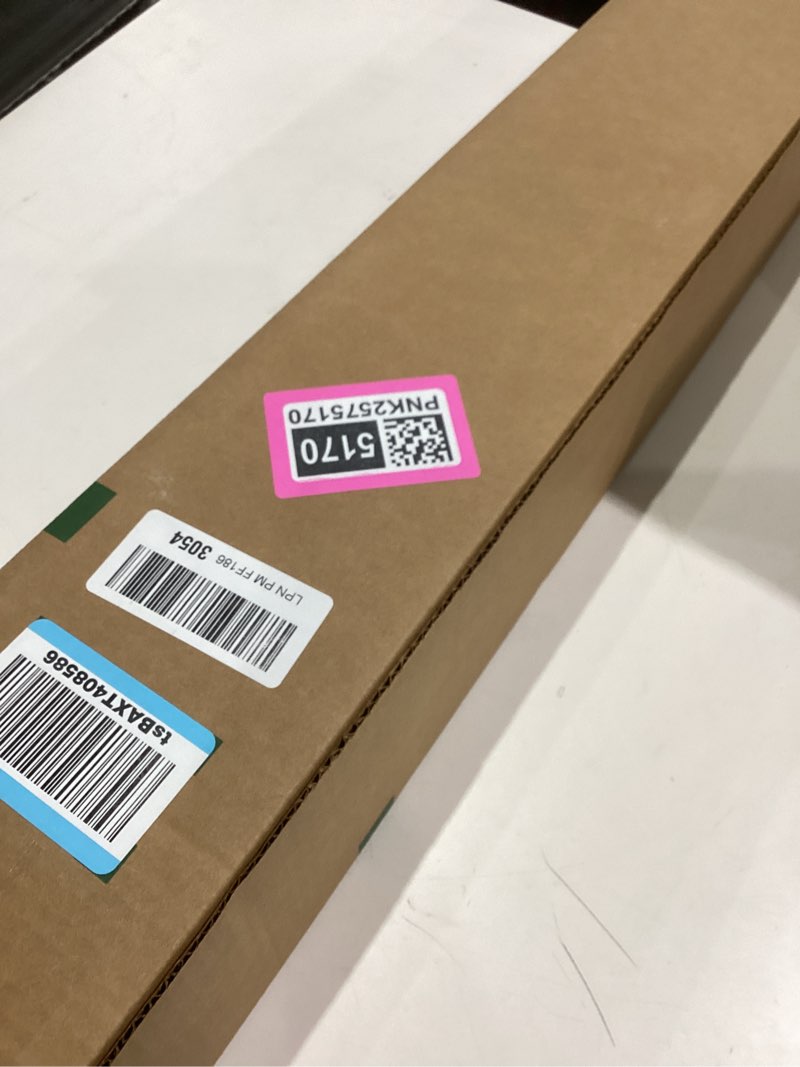 PNK2575170
5170
LPN PM FF186 3054
tsBAXT408586